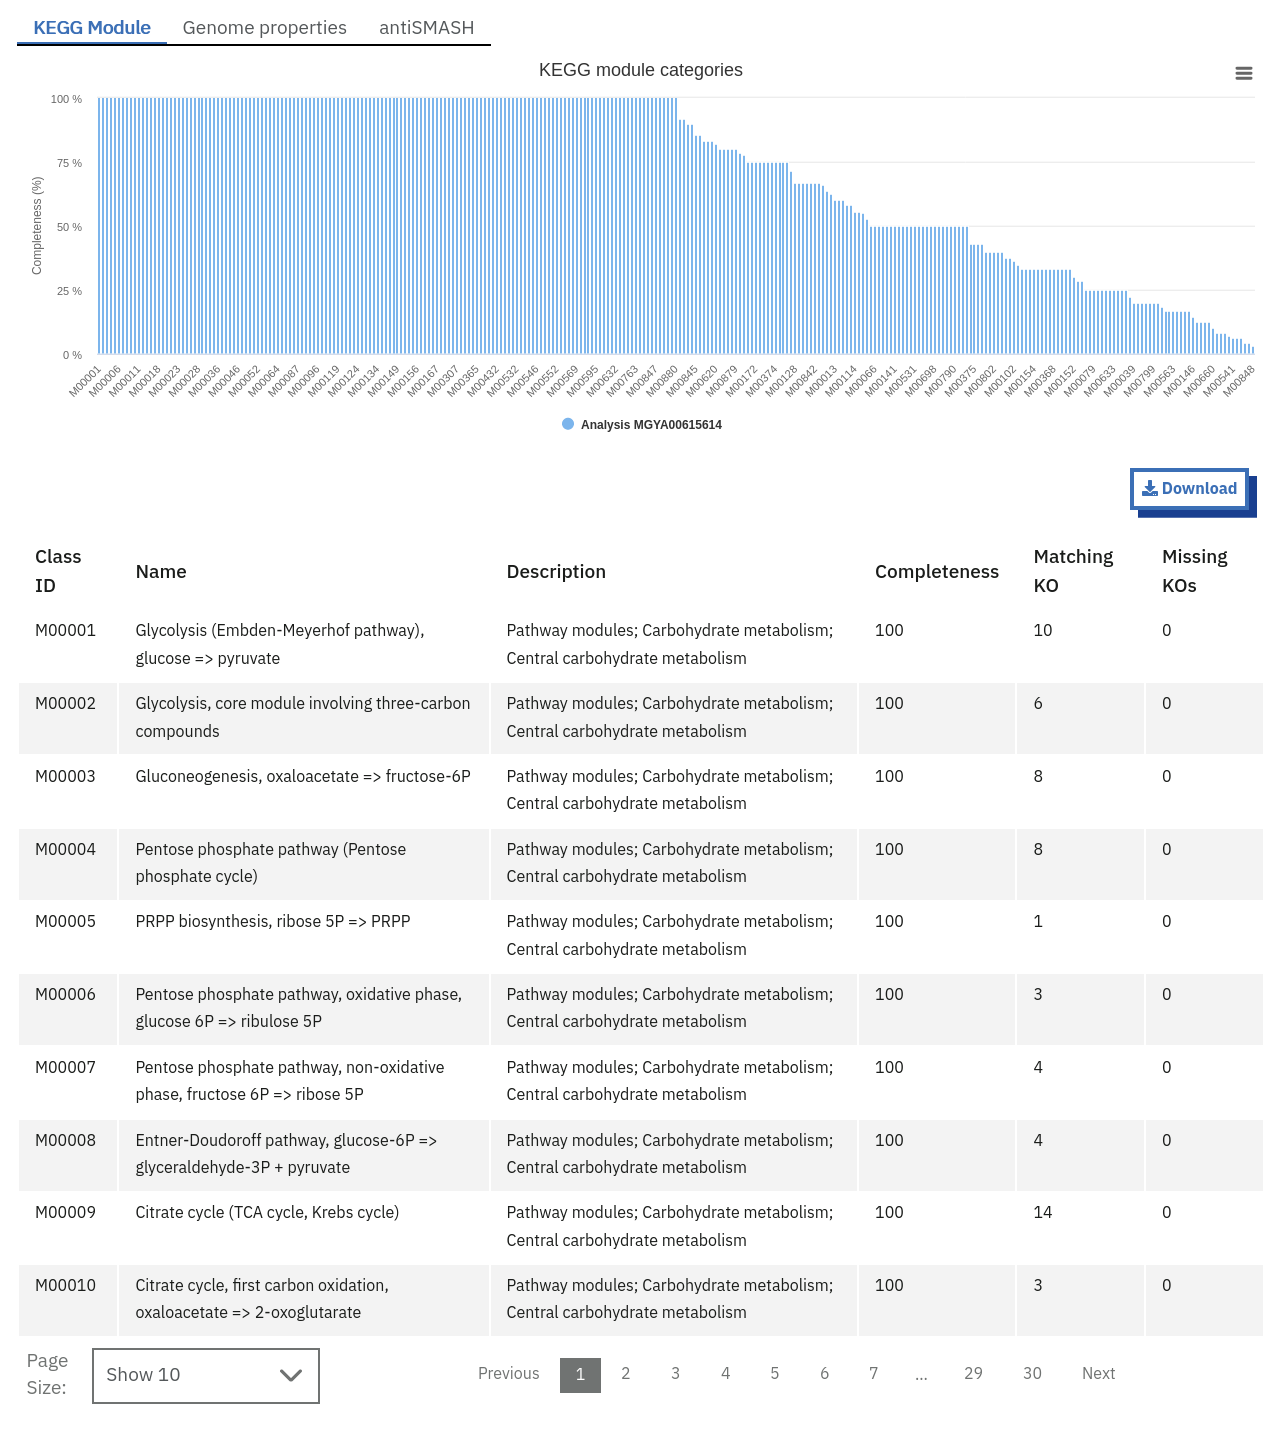 KEGG Module Genome properties antiSMASH
KEGG module categories
100 %
75 %
50 %
25 %
0 %
Completeness (%)
M00001 M00006 M00011 M00018 M00023 M00028 M00036 M00046 M00052 M00064 M00087 M00096 M00119 M00124 M00134 M00149 M00156 M00167 M00307 M00365 M00432 M00532 M00546 M00552 M00569 M00595 M00632 M00763 M00847 M00880 M00845 M00620 M00879 M00172 M00374 M00128 M00842 M00013 M00114 M00066 M00141 M00531 M00698 M00790 M00375 M00802 M00102 M00154 M00368 M00152 M00079 M00633 M00039 M00799 M00563 M00146 M00660 M00541 M00848
Analysis MGYA00615614
Download
Class ID Name Description Completeness Matching KO Missing KOs
M00001 Glycolysis (Embden-Meyerhof pathway), Pathway modules; Carbohydrate metabolism; 100 10 0
glucose => pyruvate Central carbohydrate metabolism
M00002 Glycolysis, core module involving three-carbon Pathway modules; Carbohydrate metabolism; 100 6 0
compounds Central carbohydrate metabolism
M00003 Gluconeogenesis, oxaloacetate => fructose-6P Pathway modules; Carbohydrate metabolism; 100 8 0
Central carbohydrate metabolism
M00004 Pentose phosphate pathway (Pentose Pathway modules; Carbohydrate metabolism; 100 8 0
phosphate cycle) Central carbohydrate metabolism
M00005 PRPP biosynthesis, ribose 5P => PRPP Pathway modules; Carbohydrate metabolism; 100 1 0
Central carbohydrate metabolism
M00006 Pentose phosphate pathway, oxidative phase, Pathway modules; Carbohydrate metabolism; 100 3 0
glucose 6P => ribulose 5P Central carbohydrate metabolism
M00007 Pentose phosphate pathway, non-oxidative Pathway modules; Carbohydrate metabolism; 100 4 0
phase, fructose 6P => ribose 5P Central carbohydrate metabolism
M00008 Entner-Doudoroff pathway, glucose-6P => Pathway modules; Carbohydrate metabolism; 100 4 0
glyceraldehyde-3P + pyruvate Central carbohydrate metabolism
M00009 Citrate cycle (TCA cycle, Krebs cycle) Pathway modules; Carbohydrate metabolism; 100 14 0
Central carbohydrate metabolism
M00010 Citrate cycle, first carbon oxidation, Pathway modules; Carbohydrate metabolism; 100 3 0
oxaloacetate => 2-oxoglutarate Central carbohydrate metabolism
Page Size: Show 10 Previous 1 2 3 4 5 6 7 ... 29 30 Next